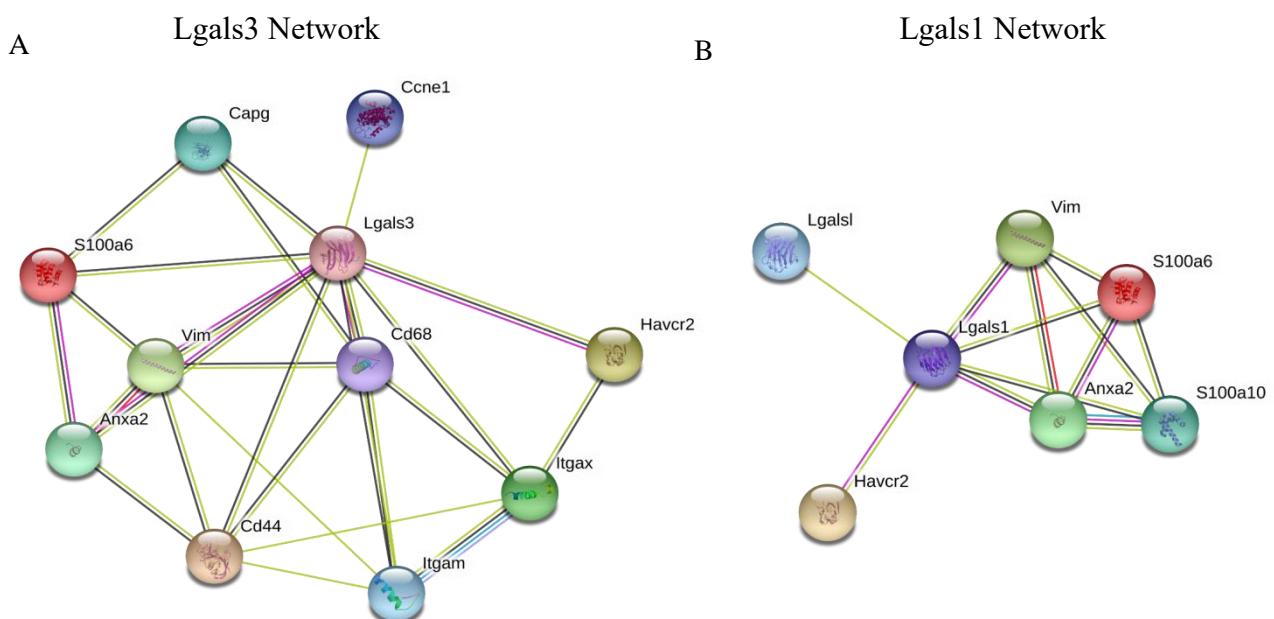 Lgals3 Network
Lgals1 Network
A
B
Ccne1
Capg
Lgals3
S100a6
Vim
Cd68
Havcr2
Anxa2
Itgax
Cd44
Itgam
Vim
Lgalsl
S100a6
Lgals1
Anxa2
S100a10
Havcr2